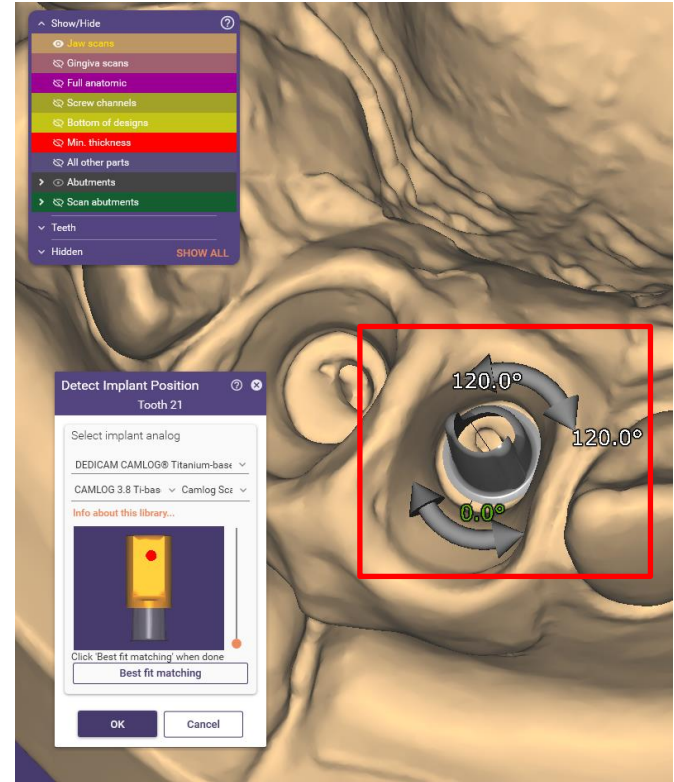 Show/Hide
Jaw scans
Gingiva scans
Full anatomic
Screw channels
Bottom of designs
Min. thickness
All other parts
Abutments
Scan abutments
Teeth
Hidden SHOW ALL
120.0°
120.0°
0.0°
Detect Implant Position
Tooth 21
Select implant analog
DEDICAM CAMLOG® Titanium-base
CAMLOG 3.8 Ti-bas Camlog Sca
Info about this library...
Click 'Best fit matching' when done
Best fit matching
OK Cancel